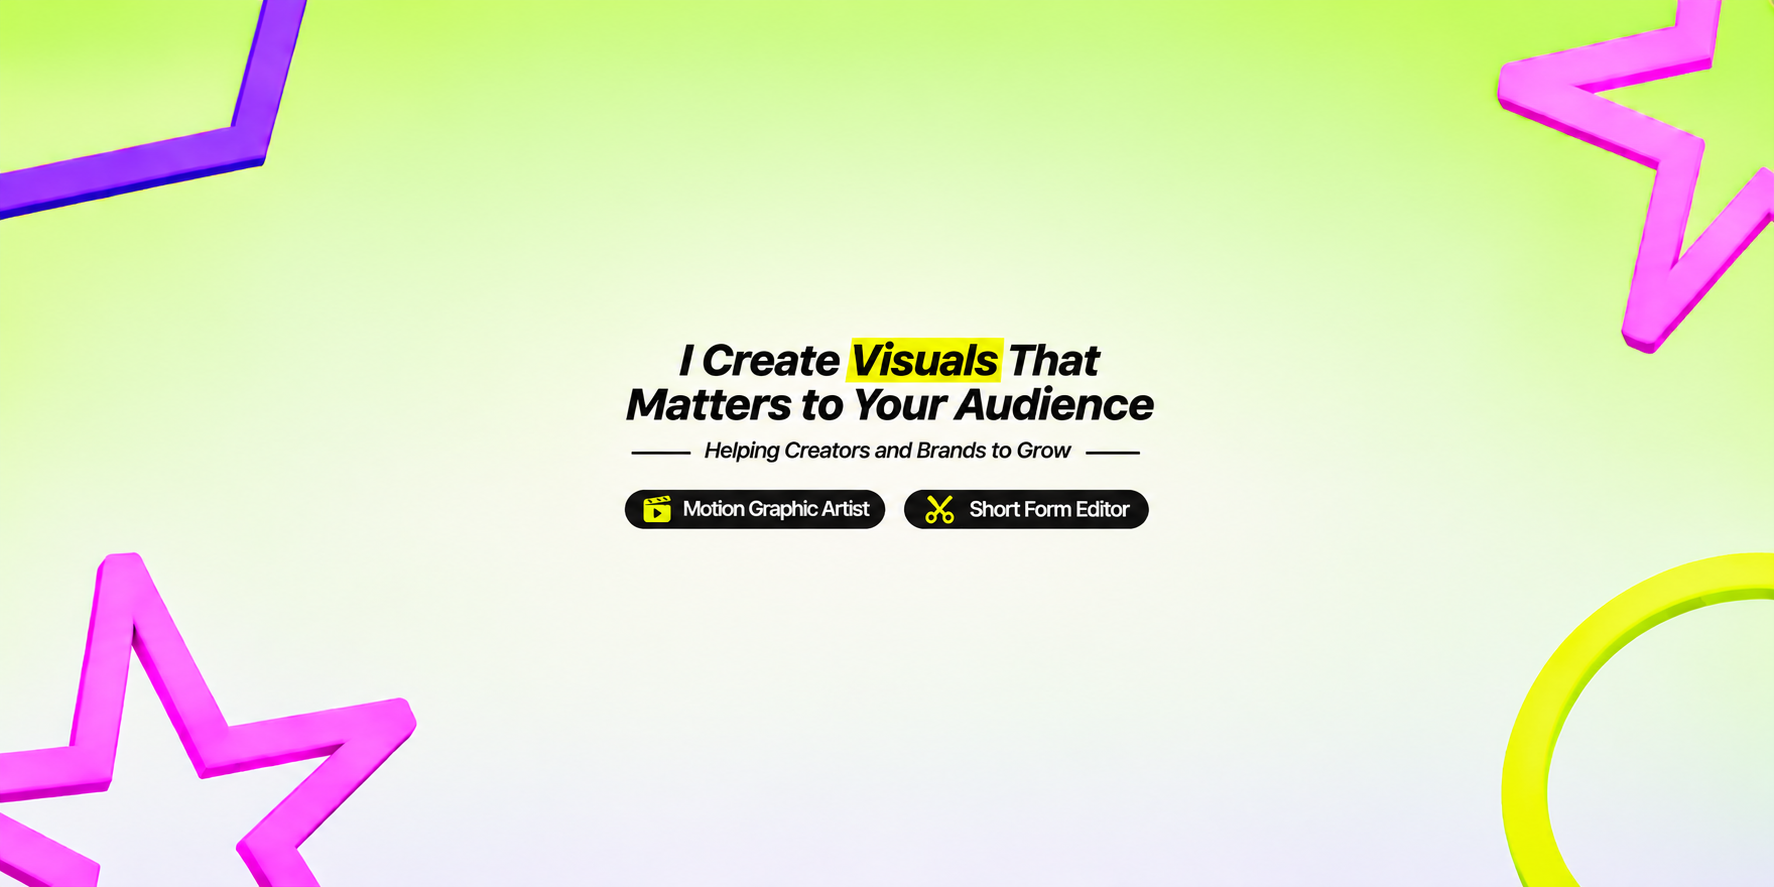 I Create Visuals That
Matters to Your Audience
Helping Creators and Brands to Grow
Motion Graphic Artist
Short Form Editor